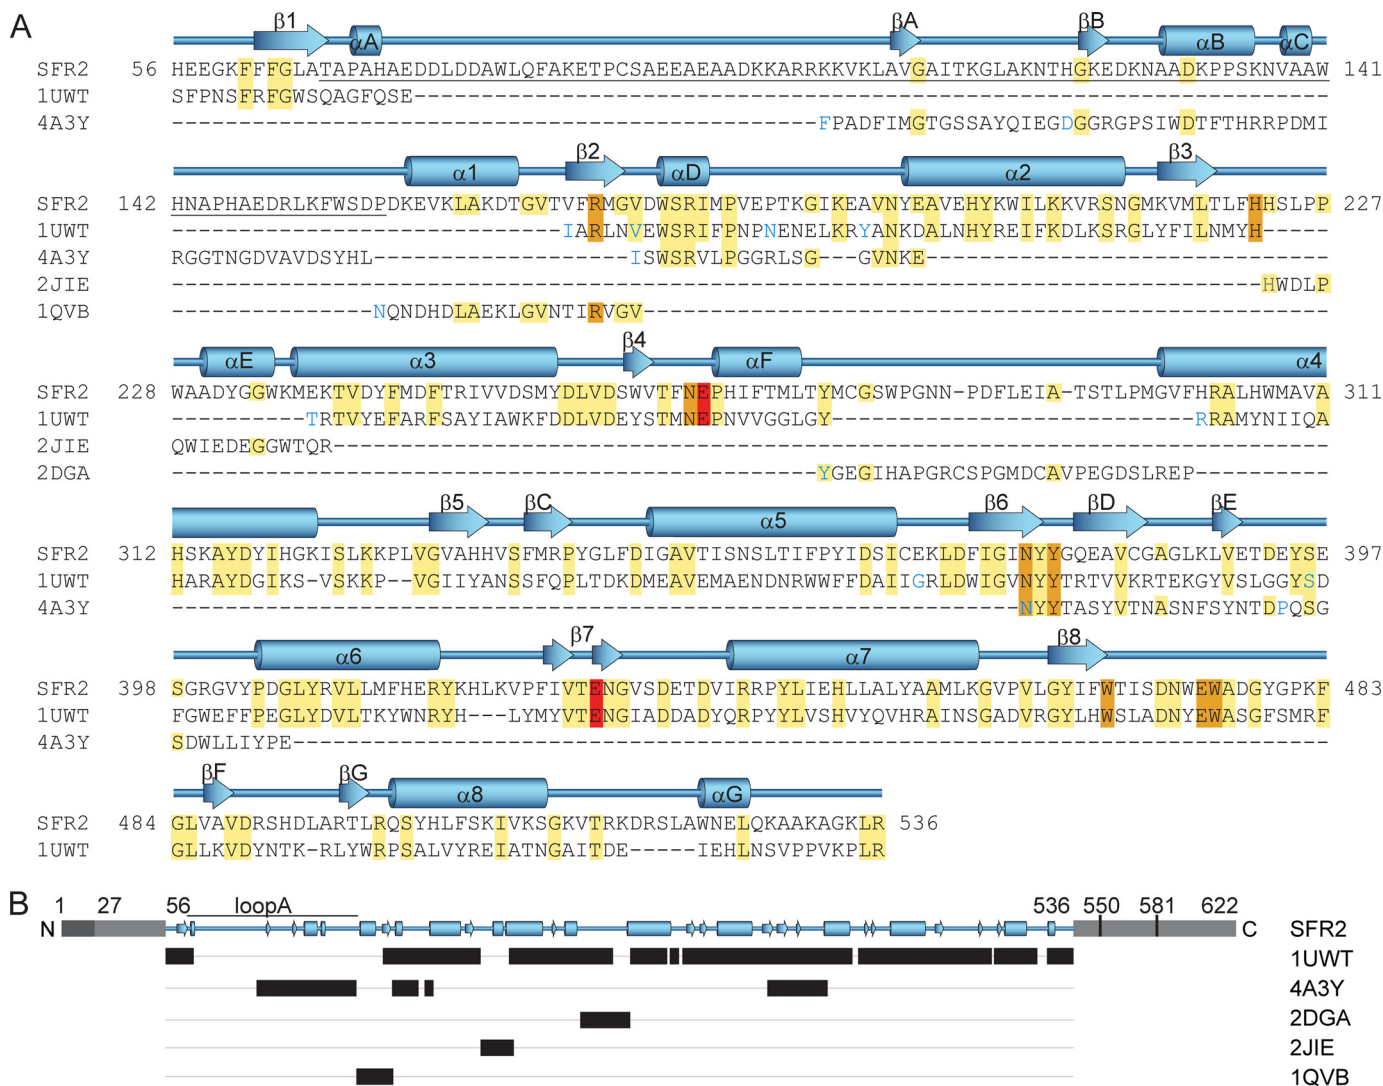 A
β1 αA βA βB αB αC
SFR2 56 HEEGKFFFGLATAPAHAEDDLDDAWLQFAKETPCSAEEAEAADKKARRKKVKLAVGAITKGLAKNTHGKEDKNAADKPPSKNVAAW 141
1UWT SFPNSFRFGWSQAGFQSE----
4A3Y ----FPADFIMGTGSSAYQIEGDGGRGPSIWDTFTHRRPDMI
α1 β2 αD α2 β3
SFR2 142 HNAPHAEDRLKFWSDPDKEVKLAKDTGVTVFRMGVDWSRIMPVEPTKGIKEAVNYEAVEHYKWILKKVRSNGMKVMLTLFHHSLPP 227
1UWT ----IARLNVEWSRIFPNPNENELKRYANKDALNHYREIFKDLKSRGLYFILNMYH-----
4A3Y RGGTNGDVAVDSYHL----ISWSRVLPGGRLSG---GVNKE----
2JIE ----HWDLP
1QVB ----NQNDHDLAEKLGVNTIRVGV----
αE α3 β4 αF α4
SFR2 228 WAADYGGWKMEKTVDYFMDFTRIVVDSMYDLVDSWVTFNEPHIFTMLTYMCGSWPGNN-PDFLEIA-TSTLPMGVFHRALHWMAVA 311
1UWT ----TRTVYEFARFSAYIAWKFDDLVDEYSTMNEPNVVGGLGY----RRAMYNIIQA
2JIE QWIEDEGGWTQR----
2DGA ----YGEGIHAPGRCSPGMDCAVPEGDSLREP----
β5 βC α5 β6 βD βE
SFR2 312 HSKAYDYIHGKISLKKPLVGVAHHVSFMRPYGLFDIGAVTISNSLTIFPYIDSICEKLDFIGINYYGQEAVCGAGLKLVETDEYSE 397
1UWT HARAYDGIKS-VSKKP--VGIIYANSSFQPLTDKDMEAVEMAENDNRWWFFDAIIGRLDWIGVNYYTRTVVKRTEKGYVSLGGYSD
4A3Y ----NYYTASYVTNASNFSYNTDPQSG
α6 β7 α7 β8
SFR2 398 SGRGVYPDGLYRVLLMFHERYKHLKVPFIVTENGVSDETDVIRRPYLIEHLLALYAAMLKGVPVLGYIFWTISDNWEWADGYGPKF 483
1UWT FGWEFFPEGLYDVLTKYWNRYH---LYMYVTENGIADDADYQRPYYLVSHVYQVHRAINSGADVRGYLHWSLADNYEWASGFSMRF
4A3Y SDWLLIYPE----
βF βG α8 αG
SFR2 484 GLVAVDRSHDLARTLRQSYHLFSKIVKSGKVTRKDRSLAWNELQKAAKAGKLR 536
1UWT GLLKVDYNTK-RLYWRPSALVYREIATNGAITDE-----IEHLNSVPPVKPLR
B
1 27 56 loopA 536 550 581 622
N C SFR2
1UWT
4A3Y
2DGA
2JIE
1QVB